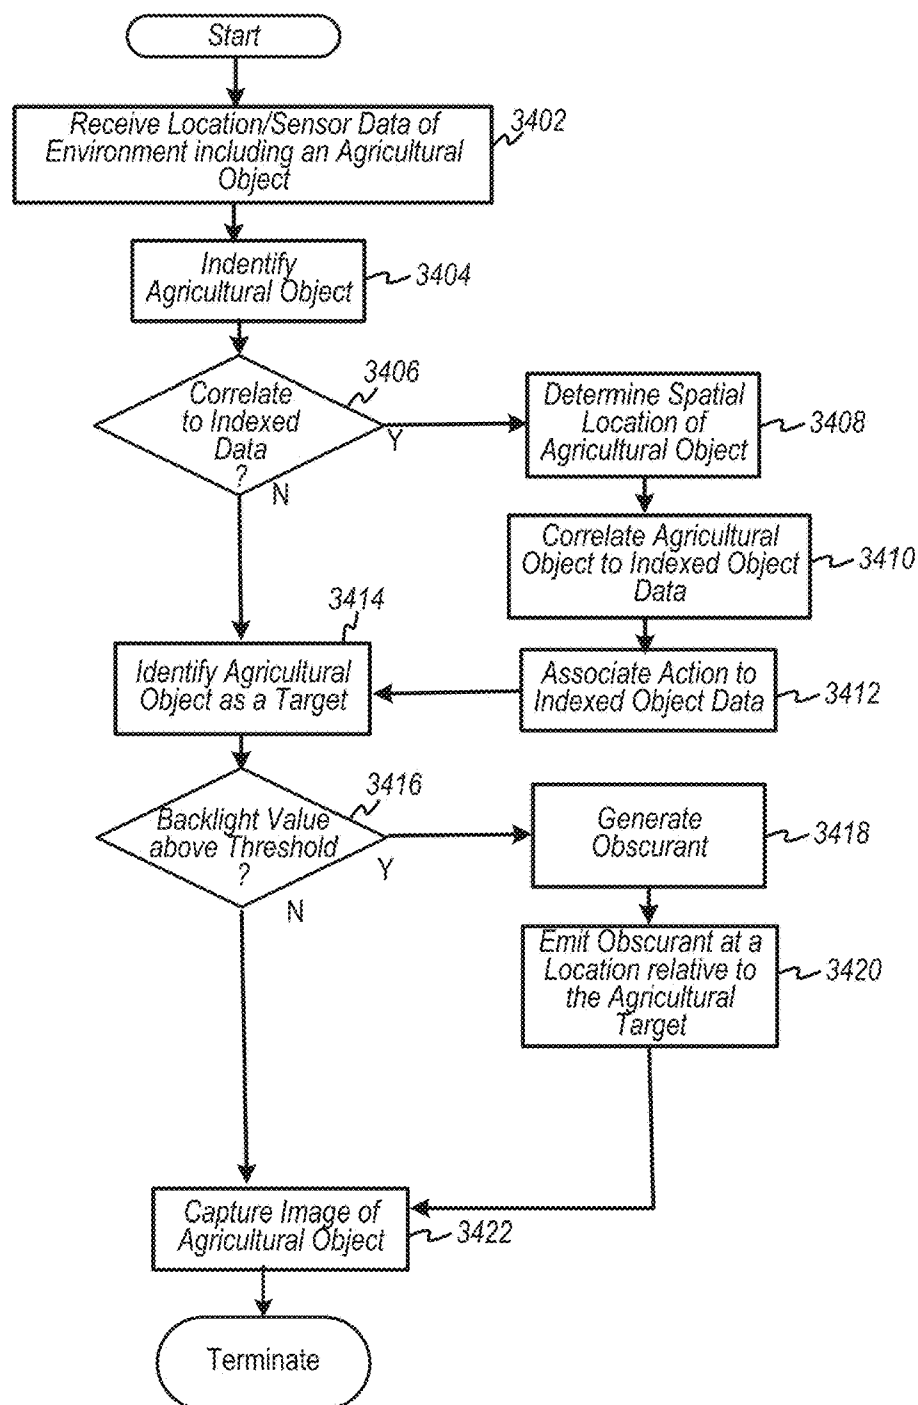 Start
Receive Location/Sensor Data of
Environment including an Agricultural
Object
3402
Indentify
Agricultural Object
3404
Correlate
to Indexed
Data
?
3406
Y
N
Determine Spatial
Location of
Agricultural Object
3408
Correlate Agricultural
Object to Indexed Object
Data
3410
Associate Action to
Indexed Object Data
3412
3414
Identify Agricultural
Object as a Target
Backlight Value
above Threshold
?
3416
Y
N
Generate
Obscurant
3418
Emit Obscurant at a
Location relative to
the Agricultural
Target
3420
Capture Image of
Agricultural Object
3422
Terminate